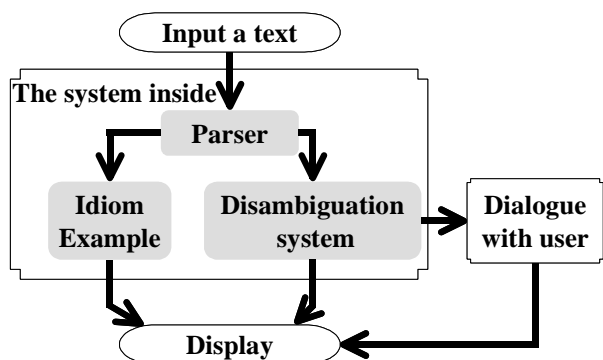 Input a text
The system inside
Parser
Idiom
Example
Disambiguation
system
Dialogue
with user
Display